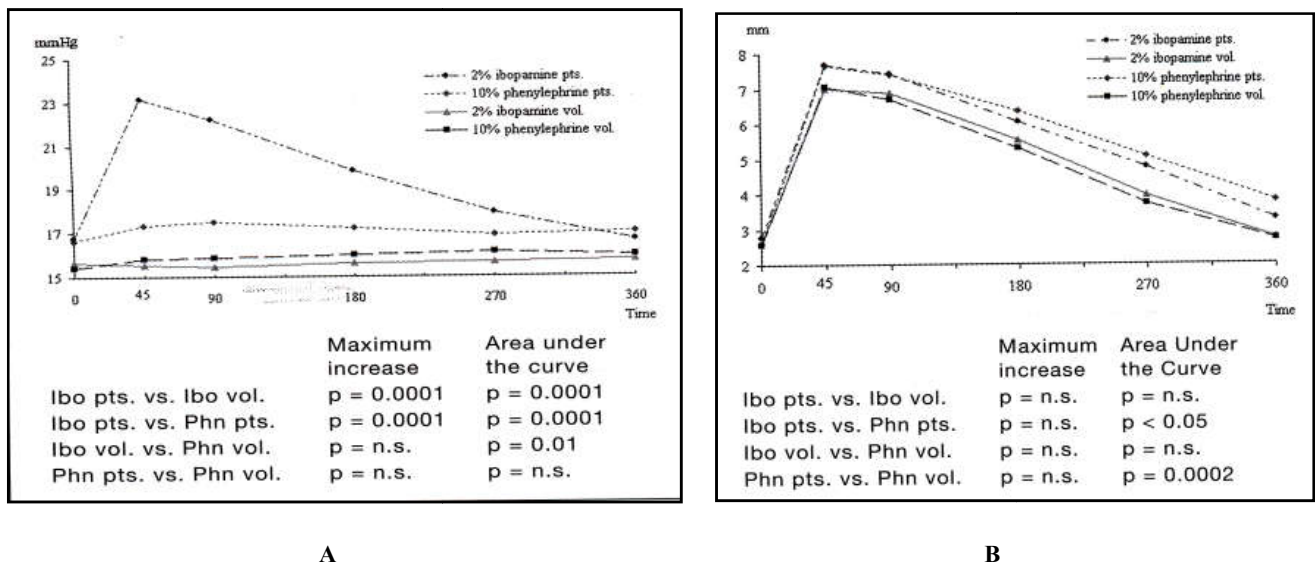 mmHg
25
23
21
19
17
15
0 45 90 180 270 360
Time
2% ibopamine pts.
10% phenylephrine pts.
2% ibopamine vol.
10% phenylephrine vol.
Maximum increase Area under the curve
Ibo pts. vs. Ibo vol. p = 0.0001 p = 0.0001
Ibo pts. vs. Phn pts. p = 0.0001 p = 0.0001
Ibo vol. vs. Phn vol. p = n.s. p = 0.01
Phn pts. vs. Phn vol. p = n.s. p = n.s.
A
mm
8
7
6
5
4
3
2
0 45 90 180 270 360
Time
2% ibopamine pts.
2% ibopamine vol.
10% phenylephrine pts.
10% phenylephrine vol.
Maximum increase Area Under the Curve
Ibo pts. vs. Ibo vol. p = n.s. p = n.s.
Ibo pts. vs. Phn pts. p = n.s. p < 0.05
Ibo vol. vs. Phn vol. p = n.s. p = n.s.
Phn pts. vs. Phn vol. p = n.s. p = 0.0002
B